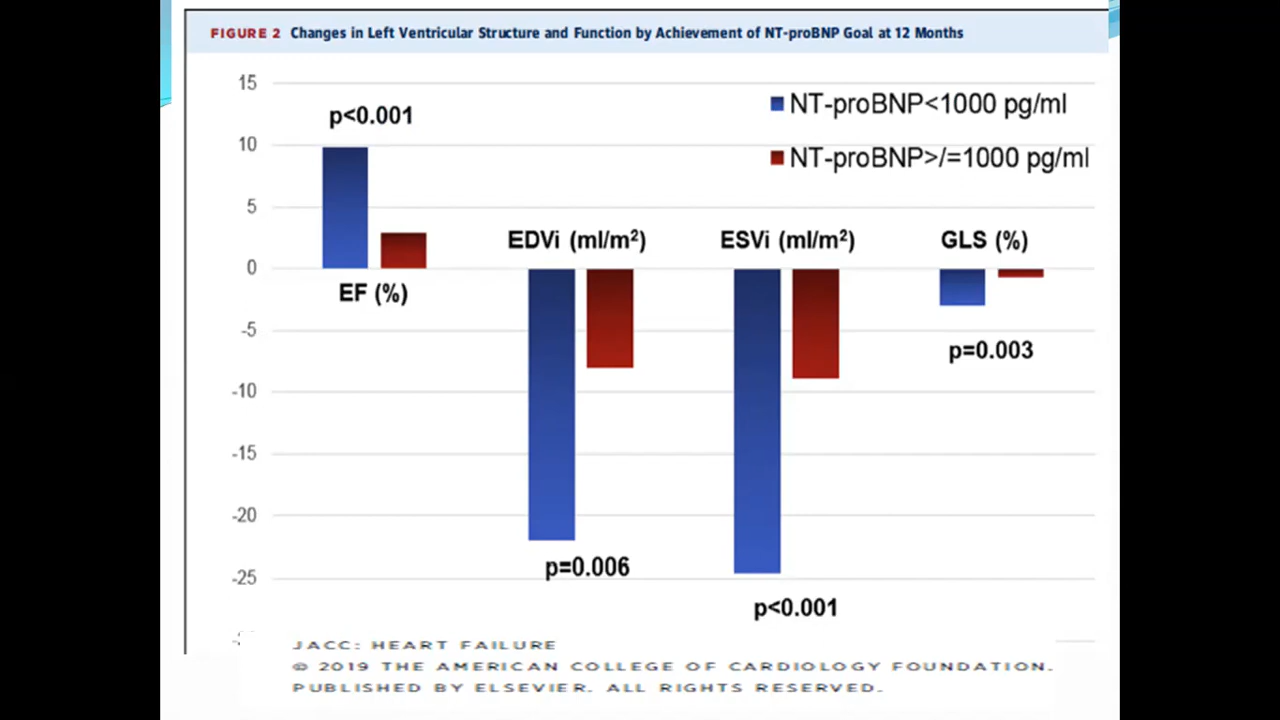 FIGURE 2 Changes in Left Ventricular Structure and Function by Achievement of NT-proBNP Goal at 12 Months
15
10
5
0
-5
-10
-15
-20
-25
NT-proBNP<1000 pg/ml
NT-proBNP>/=1000 pg/ml
p<0.001
EF (%)
EDVi (ml/m²)
p=0.006
ESVi (ml/m²)
p<0.001
GLS (%)
p=0.003
JACC: HEART FAILURE
© 2019 THE AMERICAN COLLEGE OF CARDIOLOGY FOUNDATION.
PUBLISHED BY ELSEVIER. ALL RIGHTS RESERVED.